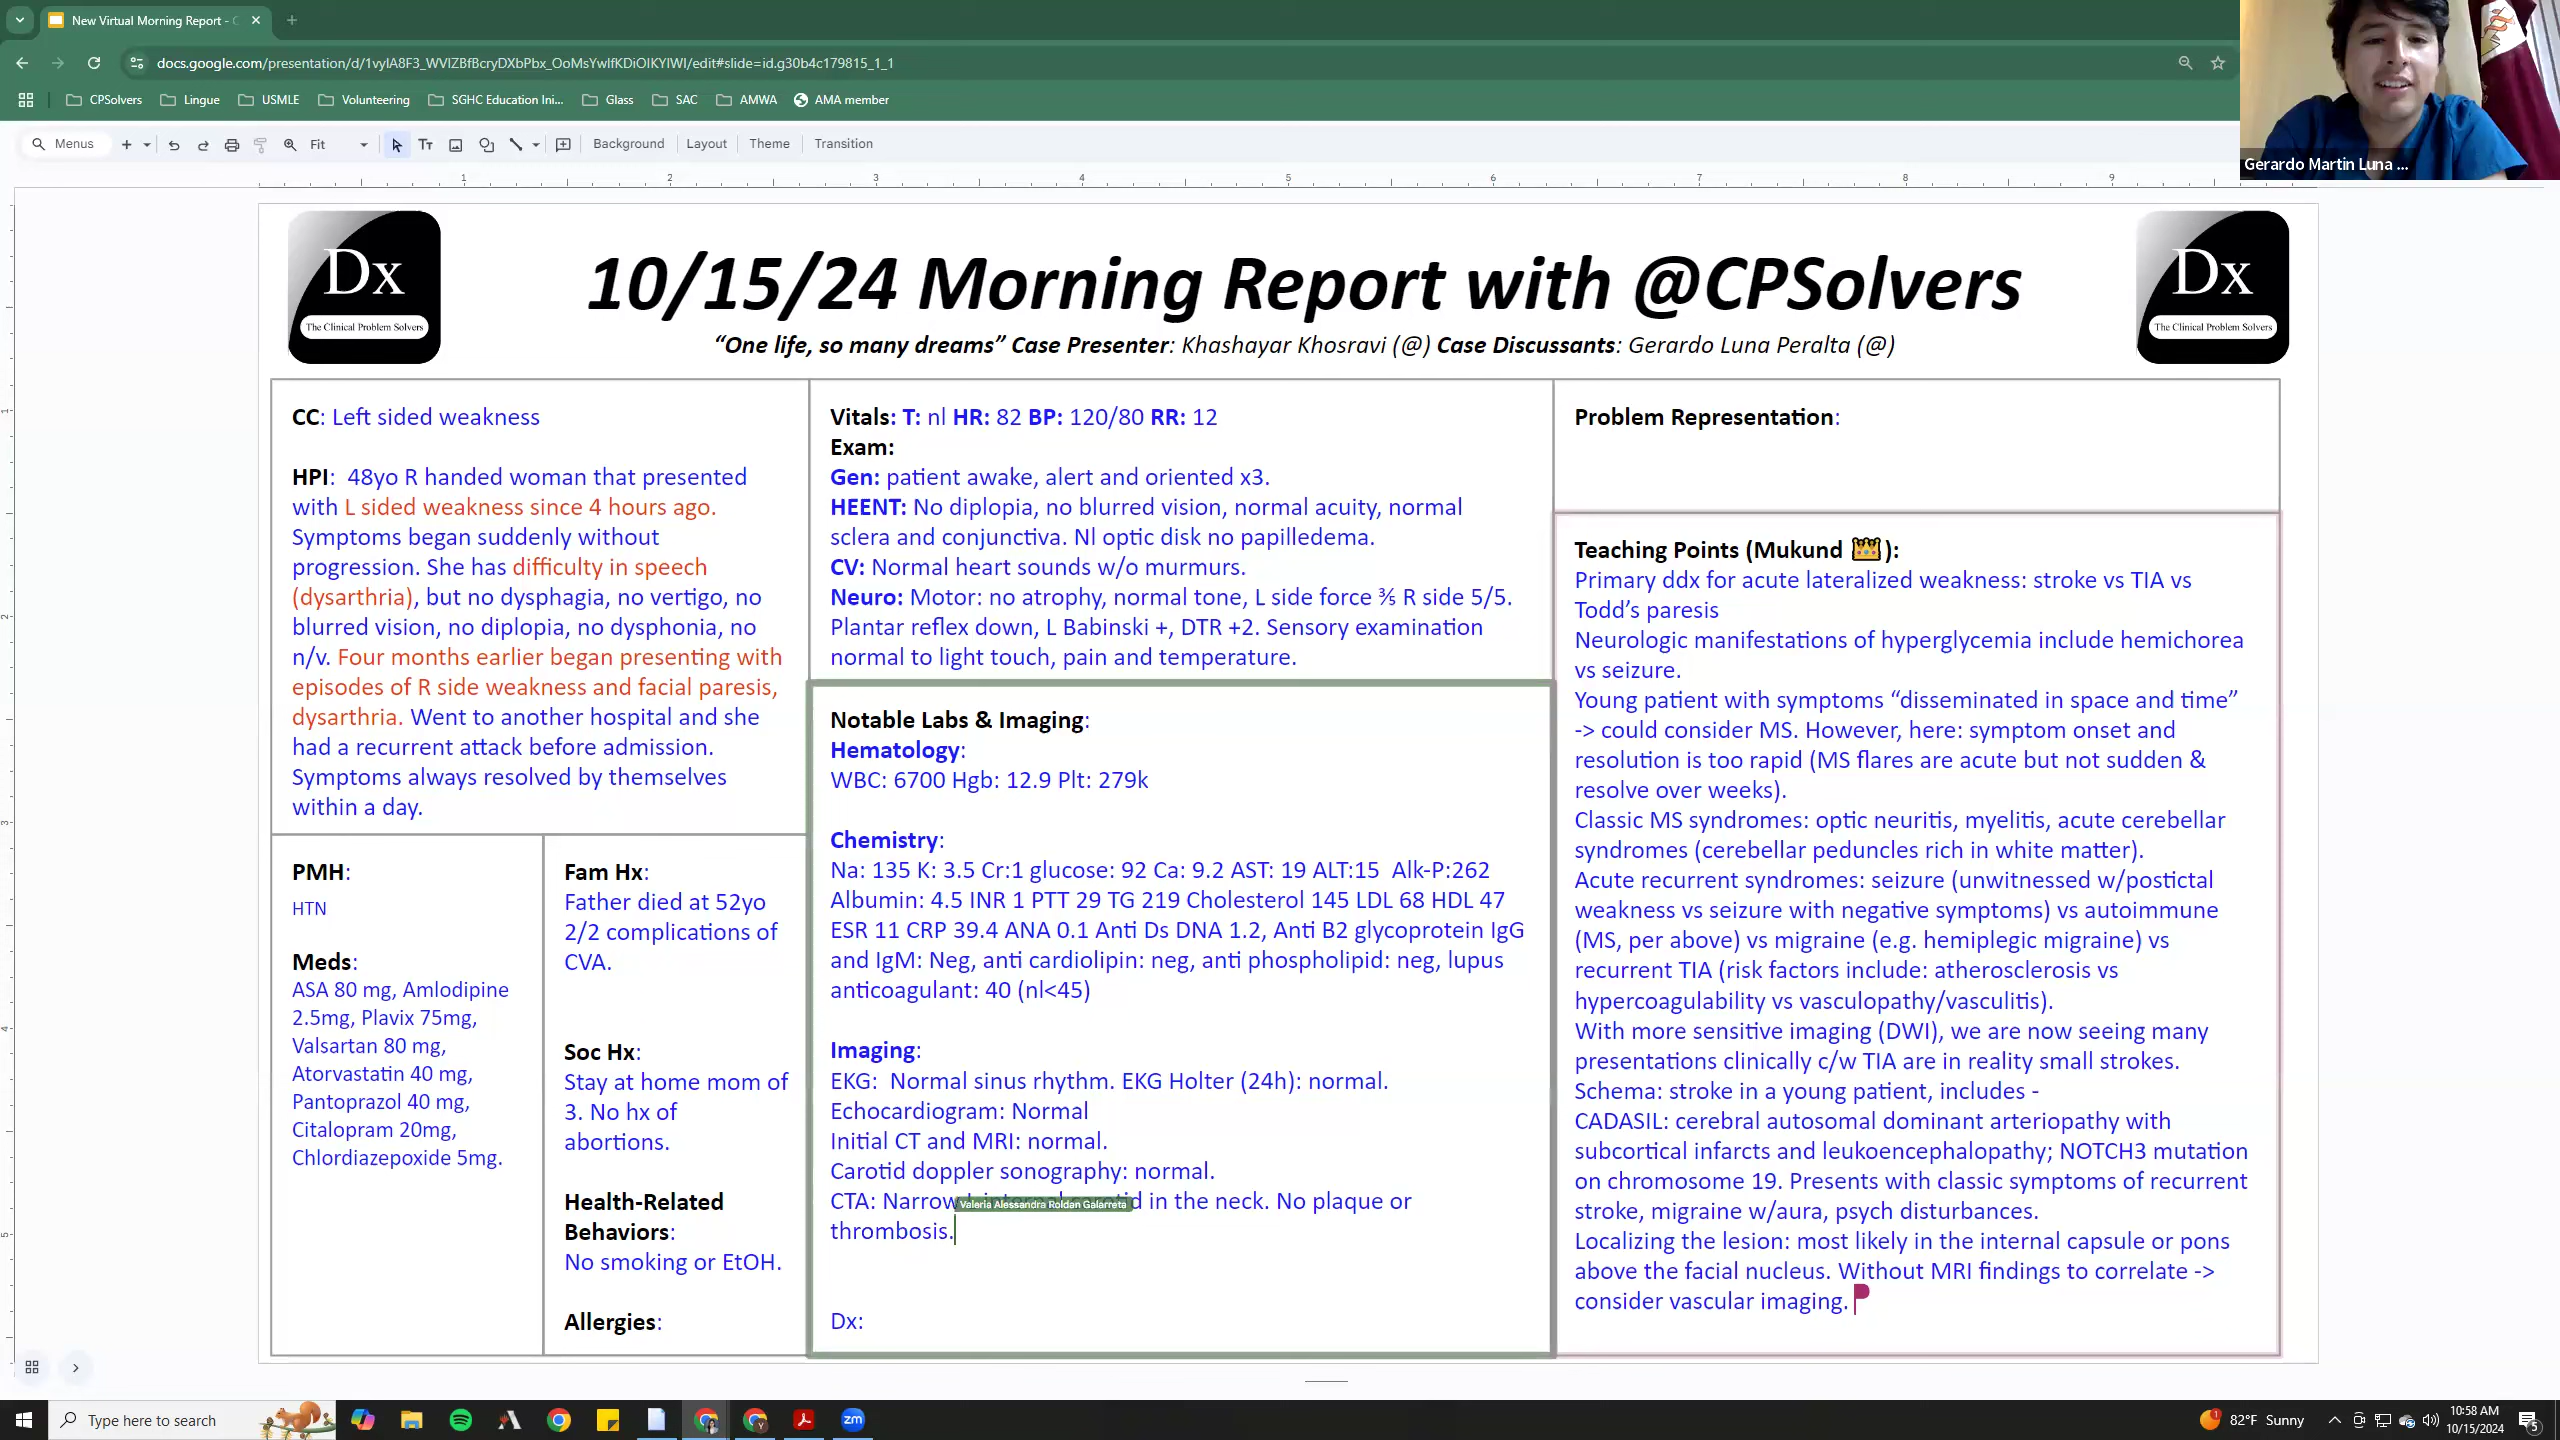 New Virtual Morning Report - C
docs.google.com/presentation/d/1vylA8F3_WVIZBfBcryDXbPbx_OoMsYwlfKDiOIKYIWI/edit#slide=id.g30b4c179815_1_1
CPSolvers Lingue USMLE Volunteering SGHC Education Ini... Glass SAC AMWA AMA member
Menus Fit Background Layout Theme Transition
Gerardo Martin Luna ...
1 2 3 4 5 6 7 8 9
Dx
The Clinical Problem Solvers
10/15/24 Morning Report with @CPSolvers
“One life, so many dreams” Case Presenter: Khashayar Khosravi (@) Case Discussants: Gerardo Luna Peralta (@)
Dx
The Clinical Problem Solvers
CC: Left sided weakness
HPI: 48yo R handed woman that presented
with L sided weakness since 4 hours ago.
Symptoms began suddenly without
progression. She has difficulty in speech
(dysarthria), but no dysphagia, no vertigo, no
blurred vision, no diplopia, no dysphonia, no
n/v. Four months earlier began presenting with
episodes of R side weakness and facial paresis,
dysarthria. Went to another hospital and she
had a recurrent attack before admission.
Symptoms always resolved by themselves
within a day.
PMH:
HTN
Meds:
ASA 80 mg, Amlodipine
2.5mg, Plavix 75mg,
Valsartan 80 mg,
Atorvastatin 40 mg,
Pantoprazol 40 mg,
Citalopram 20mg,
Chlordiazepoxide 5mg.
Fam Hx:
Father died at 52yo
2/2 complications of
CVA.
Soc Hx:
Stay at home mom of
3. No hx of
abortions.
Health-Related
Behaviors:
No smoking or EtOH.
Allergies:
Vitals: T: nl HR: 82 BP: 120/80 RR: 12
Exam:
Gen: patient awake, alert and oriented x3.
HEENT: No diplopia, no blurred vision, normal acuity, normal
sclera and conjunctiva. Nl optic disk no papilledema.
CV: Normal heart sounds w/o murmurs.
Neuro: Motor: no atrophy, normal tone, L side force ⅗ R side 5/5.
Plantar reflex down, L Babinski +, DTR +2. Sensory examination
normal to light touch, pain and temperature.
Notable Labs & Imaging:
Hematology:
WBC: 6700 Hgb: 12.9 Plt: 279k
Chemistry:
Na: 135 K: 3.5 Cr:1 glucose: 92 Ca: 9.2 AST: 19 ALT:15 Alk-P:262
Albumin: 4.5 INR 1 PTT 29 TG 219 Cholesterol 145 LDL 68 HDL 47
ESR 11 CRP 39.4 ANA 0.1 Anti Ds DNA 1.2, Anti B2 glycoprotein IgG
and IgM: Neg, anti cardiolipin: neg, anti phospholipid: neg, lupus
anticoagulant: 40 (nl<45)
Imaging:
EKG: Normal sinus rhythm. EKG Holter (24h): normal.
Echocardiogram: Normal
Initial CT and MRI: normal.
Carotid doppler sonography: normal.
CTA: Narrow in the neck. No plaque or
Valeria Alessandra Roldan Galarreta
thrombosis.
Dx:
Problem Representation:
Teaching Points (Mukund 👑):
Primary ddx for acute lateralized weakness: stroke vs TIA vs
Todd’s paresis
Neurologic manifestations of hyperglycemia include hemichorea
vs seizure.
Young patient with symptoms “disseminated in space and time”
-> could consider MS. However, here: symptom onset and
resolution is too rapid (MS flares are acute but not sudden &
resolve over weeks).
Classic MS syndromes: optic neuritis, myelitis, acute cerebellar
syndromes (cerebellar peduncles rich in white matter).
Acute recurrent syndromes: seizure (unwitnessed w/postictal
weakness vs seizure with negative symptoms) vs autoimmune
(MS, per above) vs migraine (e.g. hemiplegic migraine) vs
recurrent TIA (risk factors include: atherosclerosis vs
hypercoagulability vs vasculopathy/vasculitis).
With more sensitive imaging (DWI), we are now seeing many
presentations clinically c/w TIA are in reality small strokes.
Schema: stroke in a young patient, includes -
CADASIL: cerebral autosomal dominant arteriopathy with
subcortical infarcts and leukoencephalopathy; NOTCH3 mutation
on chromosome 19. Presents with classic symptoms of recurrent
stroke, migraine w/aura, psych disturbances.
Localizing the lesion: most likely in the internal capsule or pons
above the facial nucleus. Without MRI findings to correlate ->
consider vascular imaging.
Type here to search
zm
82°F Sunny
10:58 AM
10/15/2024
5